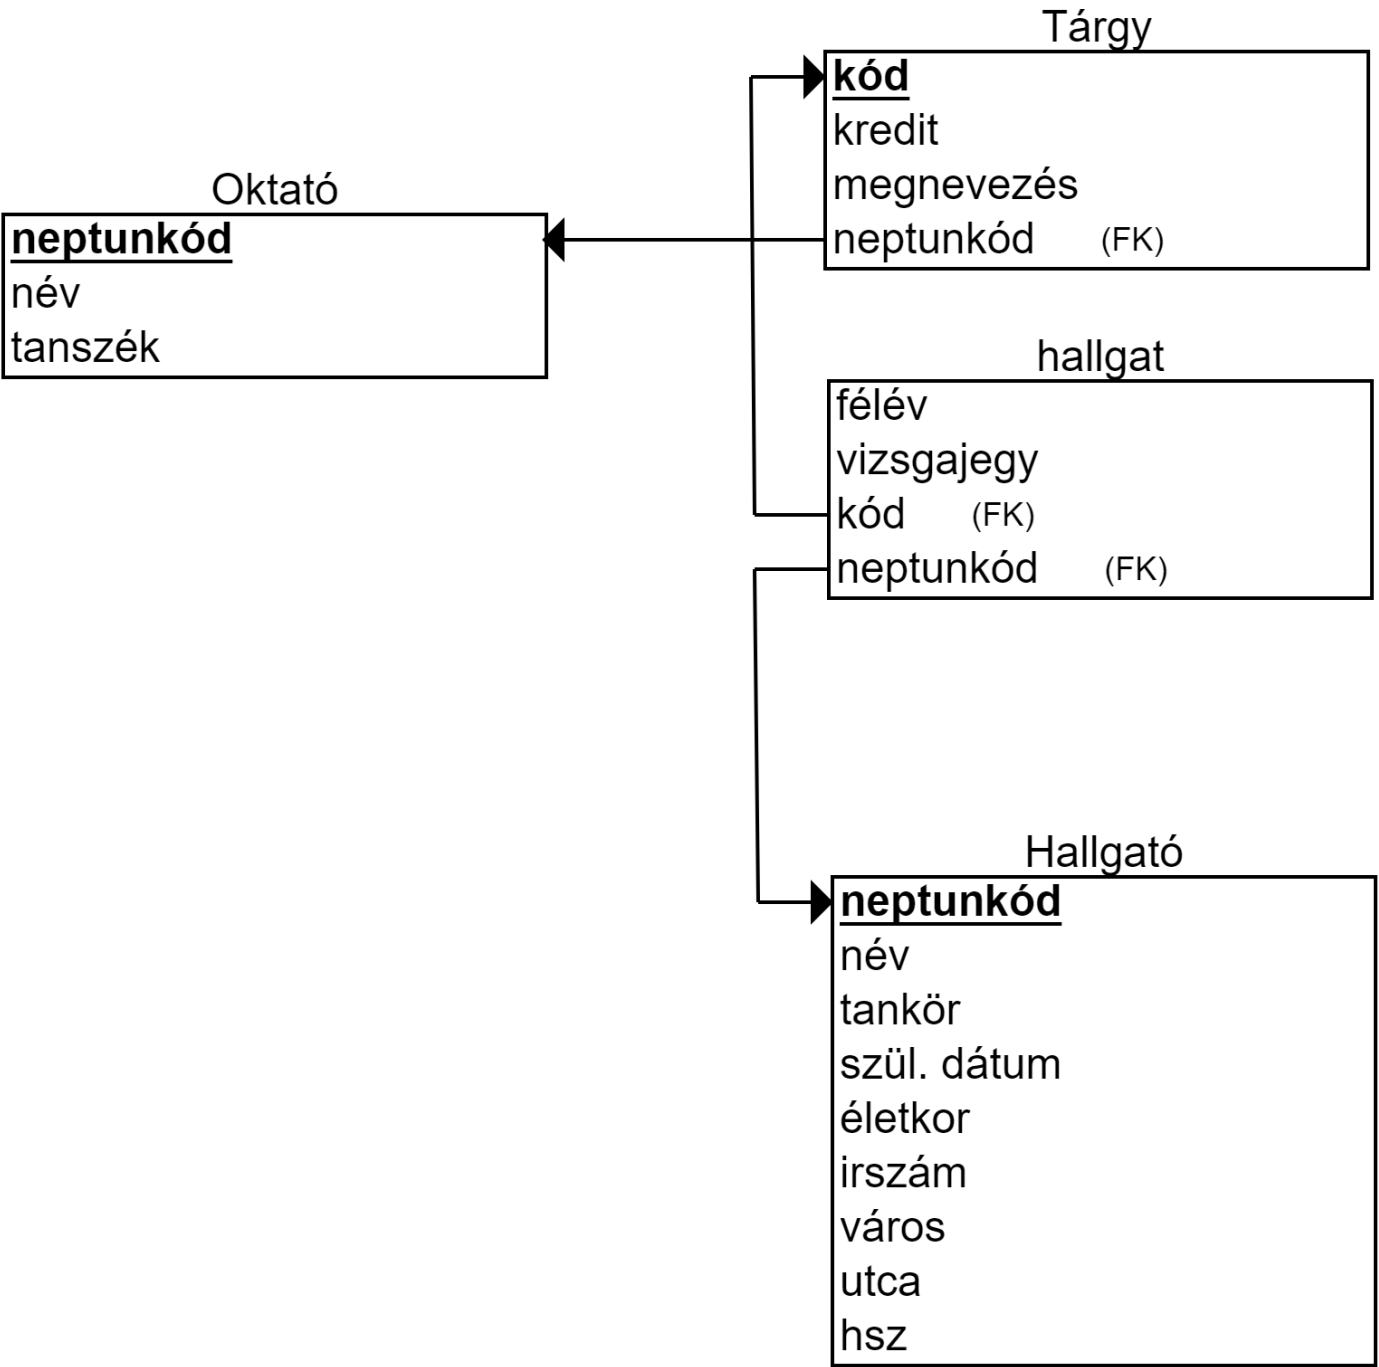 Tárgy
kód
kredit
megnevezés
neptunkód (FK)
Oktató
neptunkód
név
tanszék
hallgat
félév
vizsgajegy
kód (FK)
neptunkód (FK)
Hallgató
neptunkód
név
tankör
szül. dátum
életkor
irszám
város
utca
hsz